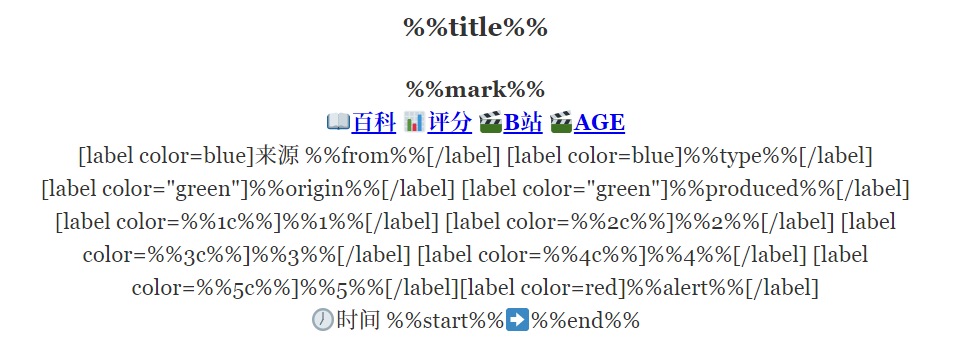 %%title%%
%%mark%%
📖百科 📊评分 🎬B站 🎬AGE
[label color=blue]来源 %%from%%[/label] [label color=blue]%%type%%[/label]
[label color="green"]%%origin%%[/label] [label color="green"]%%produced%%[/label]
[label color=%%1c%%]%%1%%[/label] [label color=%%2c%%]%%2%%[/label] [label
color=%%3c%%]%%3%%[/label] [label color=%%4c%%]%%4%%[/label] [label
color=%%5c%%]%%5%%[/label][label color=red]%%alert%%[/label]
🕖时间 %%start%%➡%%end%%